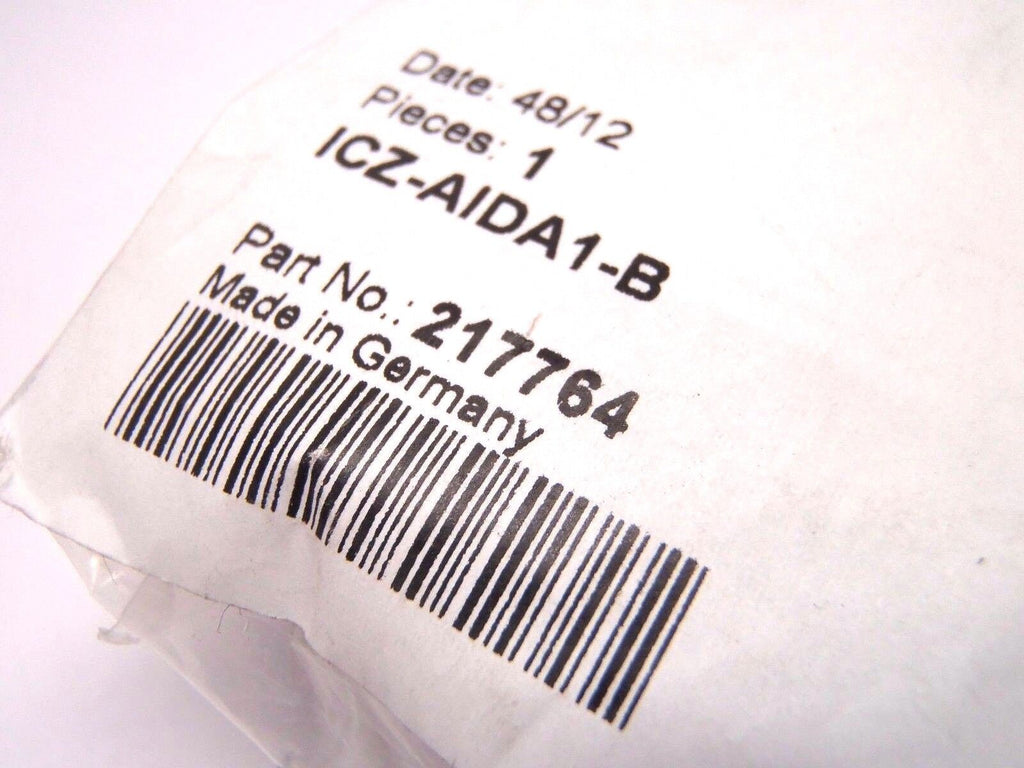 Date: 48/12
Pieces: 1
ICZ-AIDA1-B
Part No.: 217764
Made in Germany